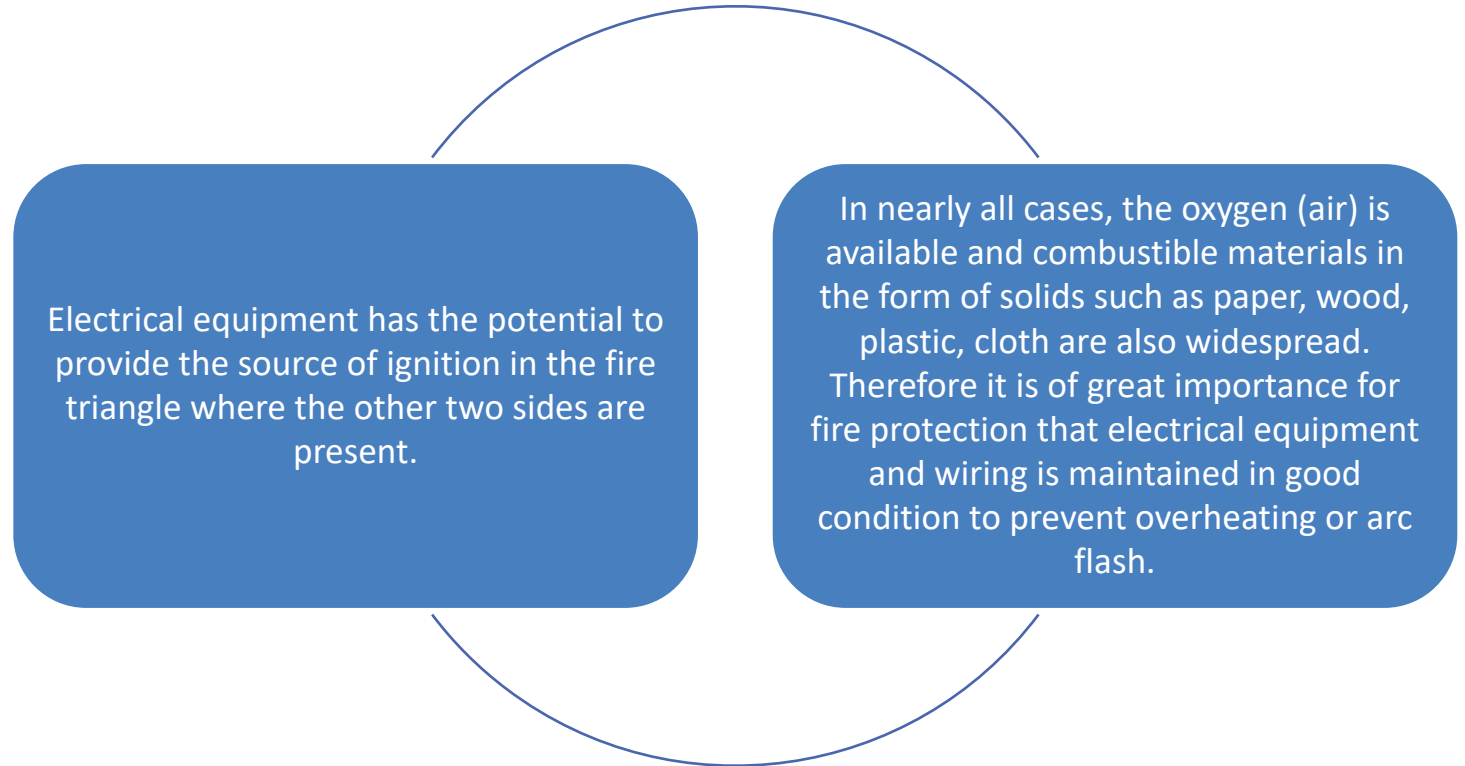 Electrical equipment has the potential to
provide the source of ignition in the fire
triangle where the other two sides are
present.
In nearly all cases, the oxygen (air) is
available and combustible materials in
the form of solids such as paper, wood,
plastic, cloth are also widespread.
Therefore it is of great importance for
fire protection that electrical equipment
and wiring is maintained in good
condition to prevent overheating or arc
flash.